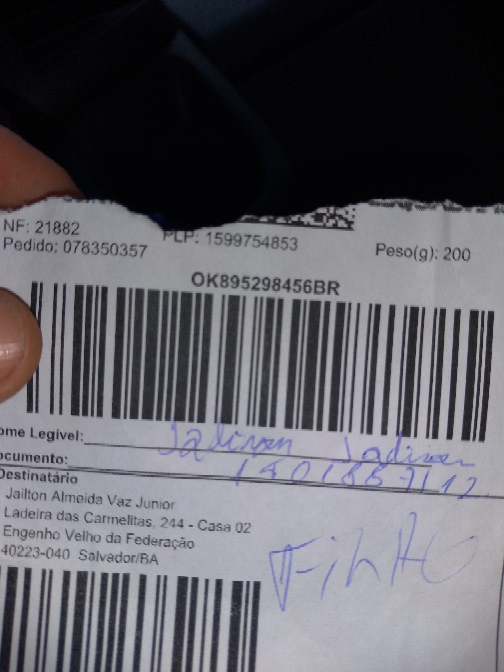 NF: 21882
PLP: 1599754853
Peso(g): 200
Pedido: 078350357
OK895298456BR
ome Legível:
ocumento:
Destinatário
Jailton Almeida Vaz Junior
Ladeira das Carmelitas, 244 - Casa 02
Engenho Velho da Federação
40223-040 Salvador/BA